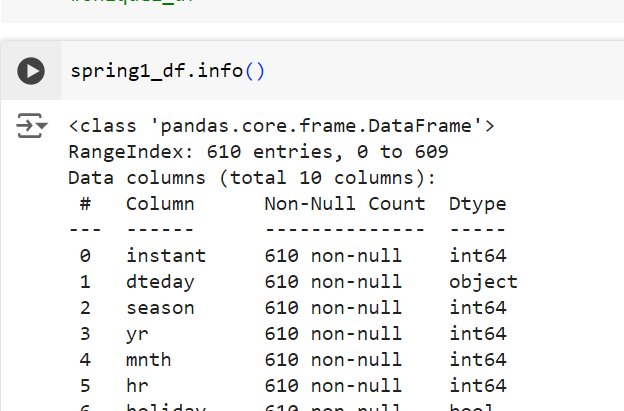 spring1_df.info()
<class 'pandas.core.frame.DataFrame'>
RangeIndex: 610 entries, 0 to 609
Data columns (total 10 columns):
 #   Column      Non-Null Count  Dtype
---  ------      --------------  -----
 0   instant     610 non-null    int64
 1   dteday      610 non-null    object
 2   season      610 non-null    int64
 3   yr          610 non-null    int64
 4   mnth        610 non-null    int64
 5   hr          610 non-null    int64
 6   holiday     610 non-null    bool